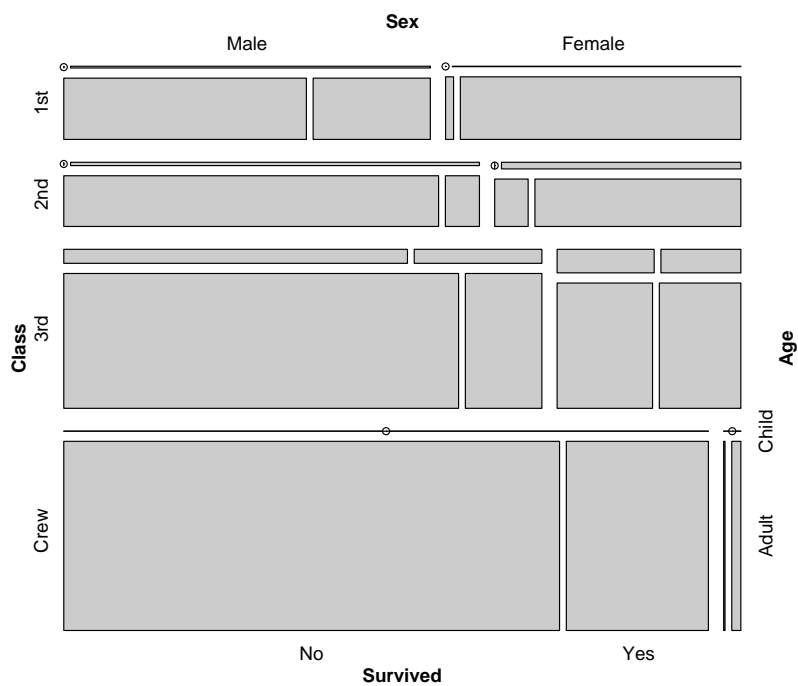 Sex
Male Female
1st
2nd
3rd
Crew
Class
Age
Child
Adult
No Yes
Survived